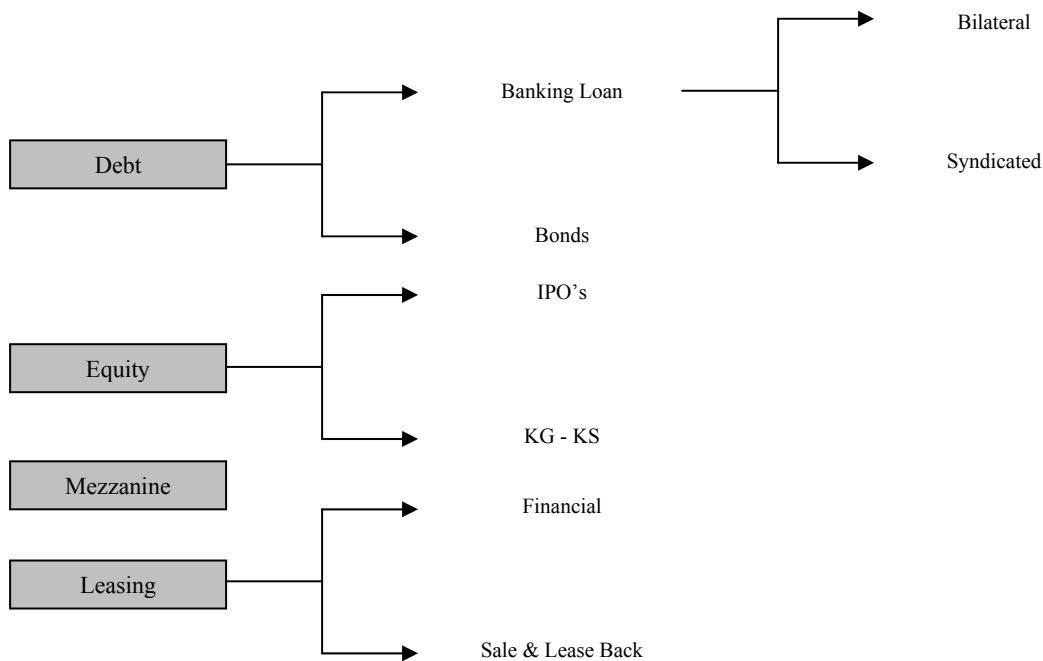 Bilateral
Banking Loan
Debt
Syndicated
Bonds
IPO’s
Equity
KG - KS
Mezzanine
Financial
Leasing
Sale & Lease Back